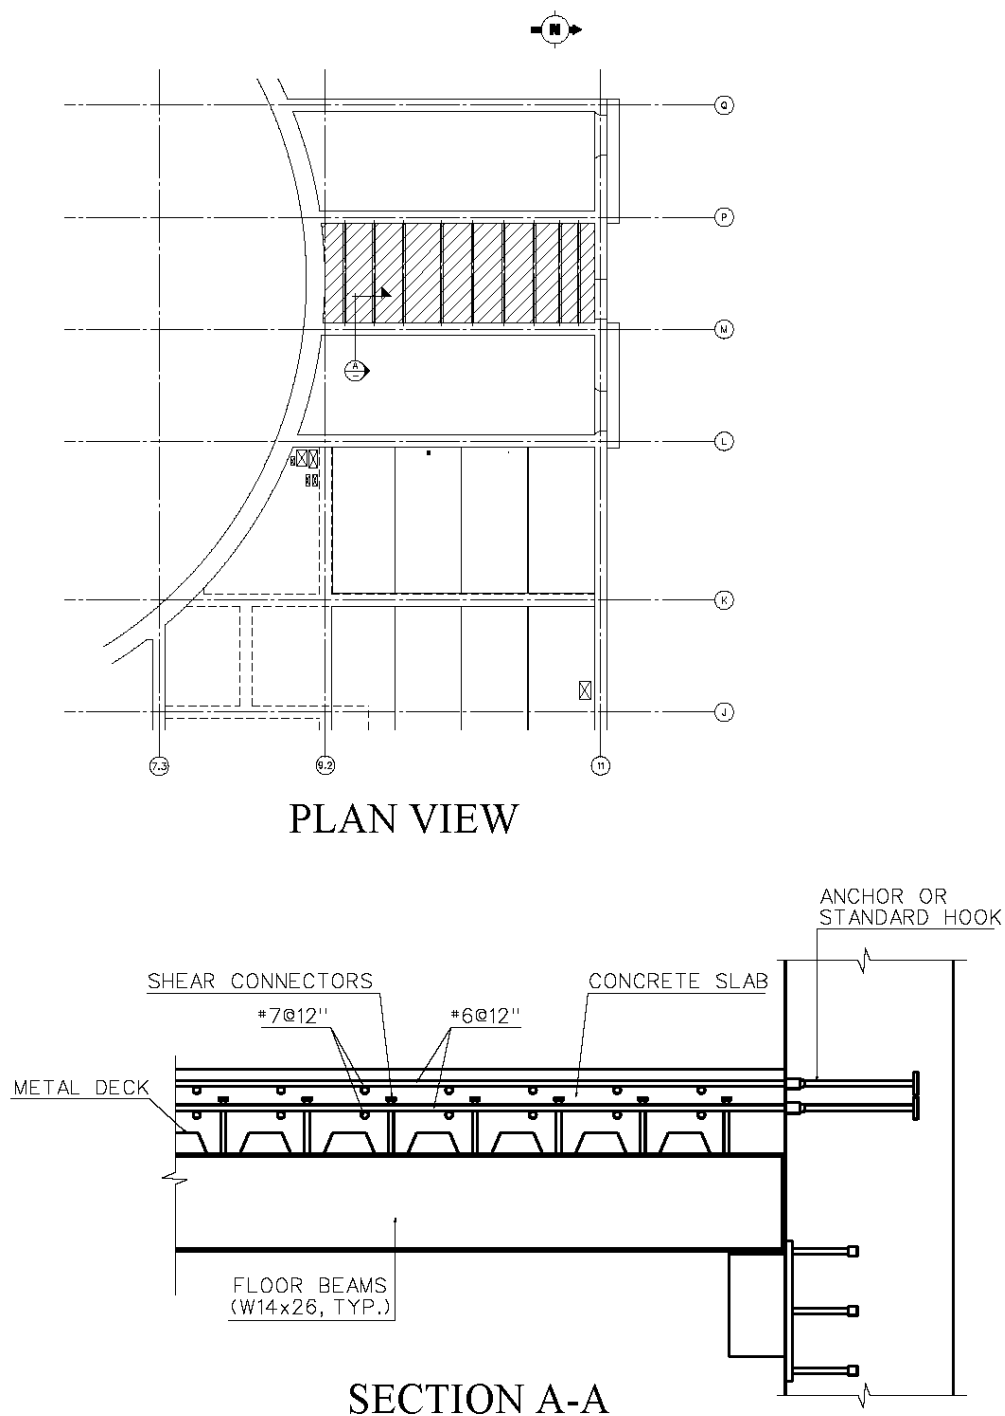 N
Q
P
M
A
L
K
J
7.3
9.2
11
PLAN VIEW
ANCHOR OR
STANDARD HOOK
SHEAR CONNECTORS
CONCRETE SLAB
#7@12"
#6@12"
METAL DECK
FLOOR BEAMS
(W14x26, TYP.)
SECTION A-A